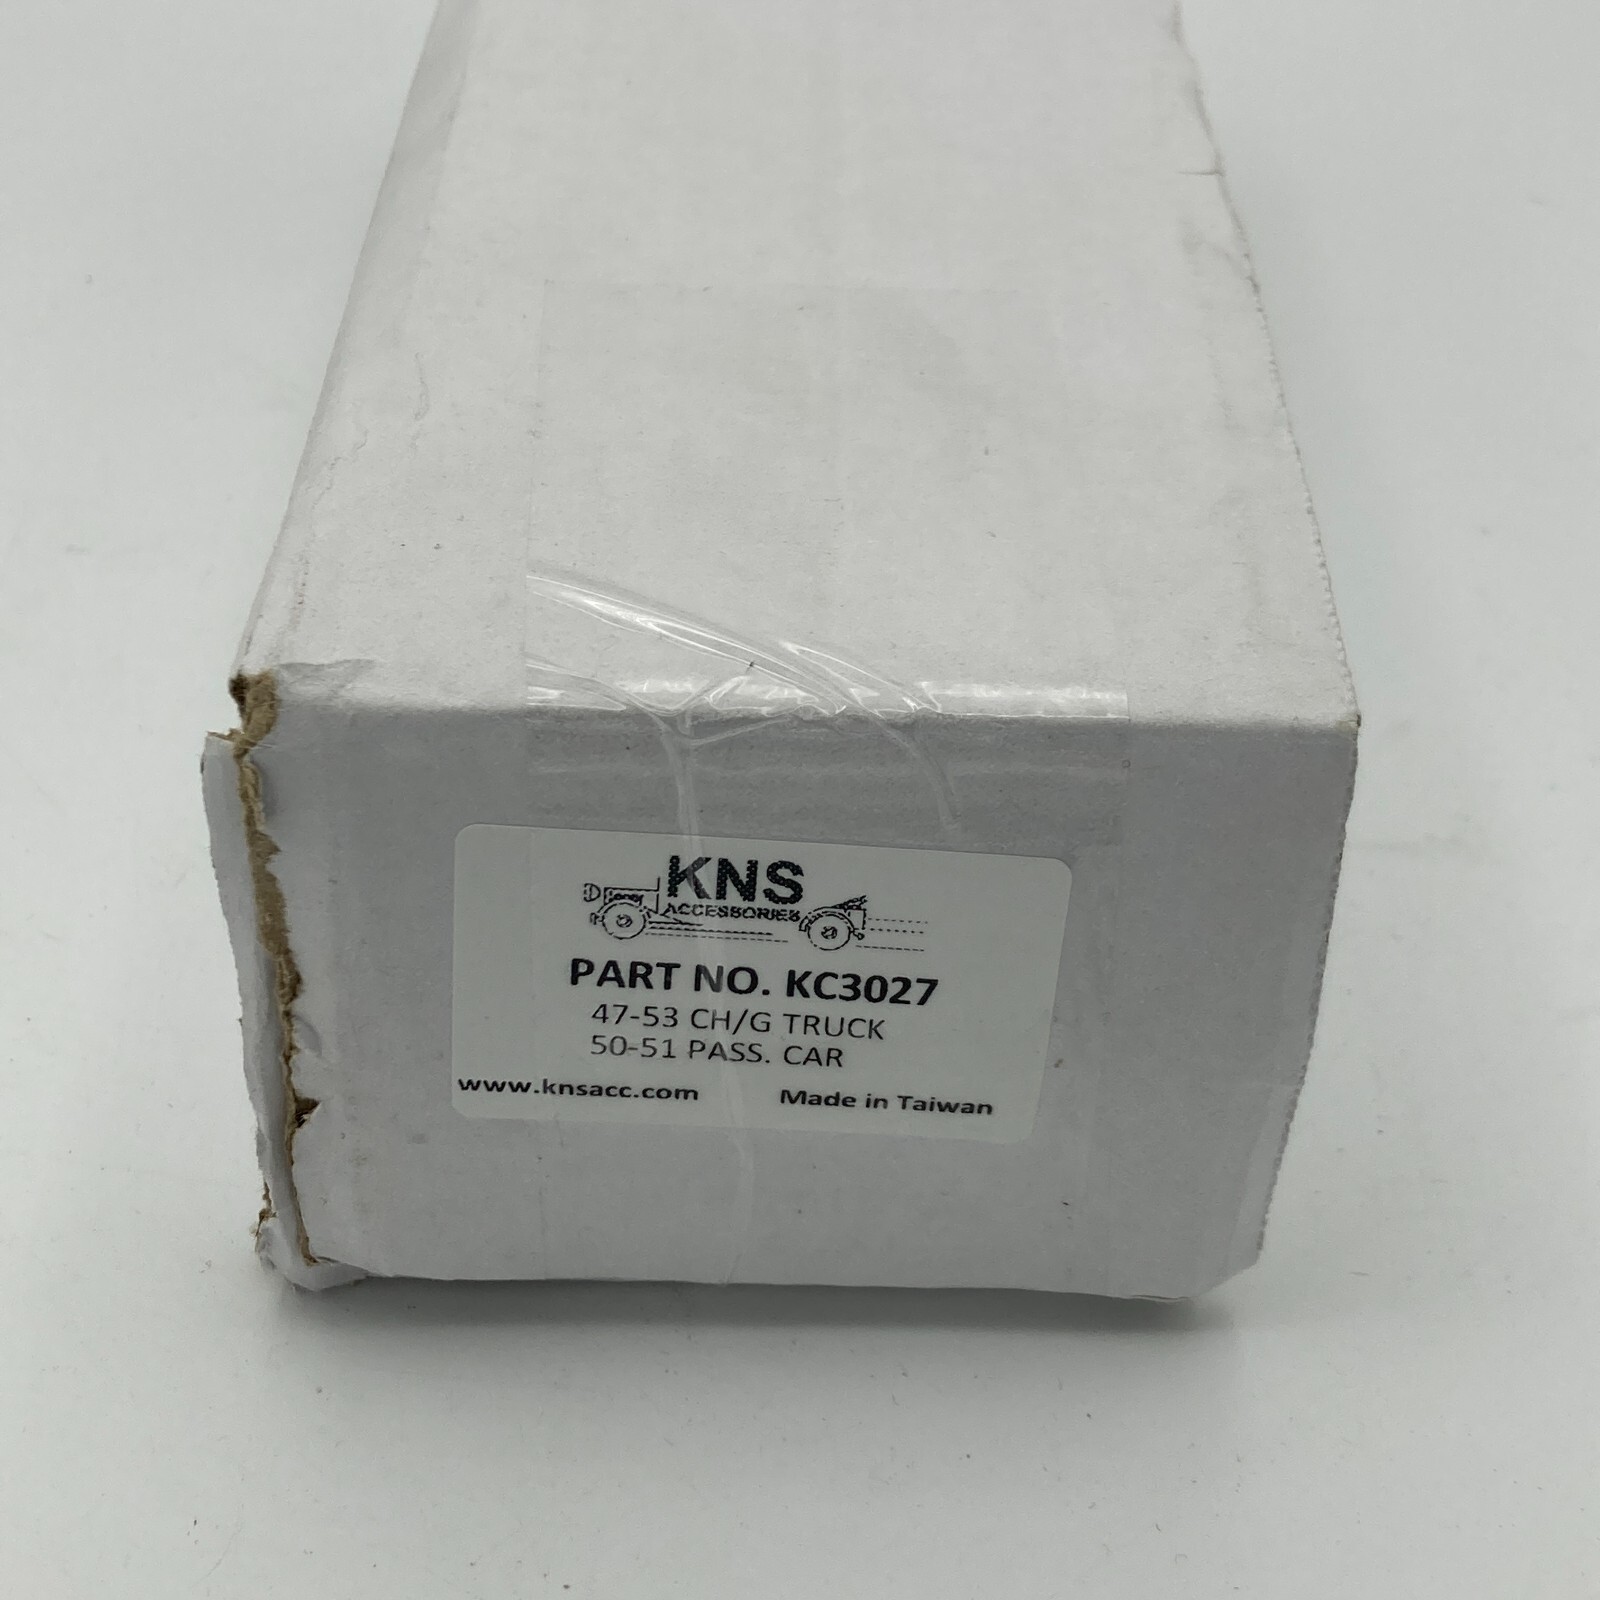 KNS
ACCESSORIES
PART NO. KC3027
47-53 CH/G TRUCK
50-51 PASS. CAR
www.knsacc.com Made in Taiwan